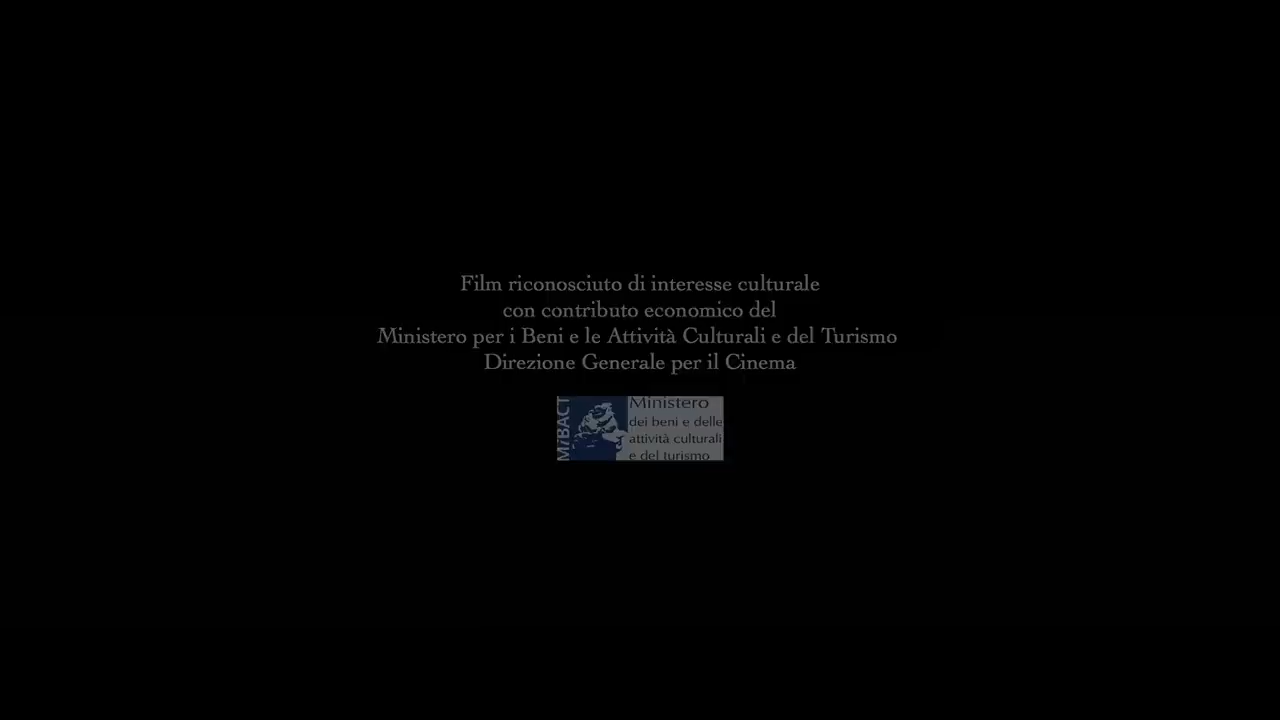 Film riconosciuto di interesse culturale
con contributo economico del
Ministero per i Beni e le Attività Culturali e del Turismo
Direzione Generale per il Cinema
MiBACT
Ministero
dei beni e delle
attività culturali
e del turismo